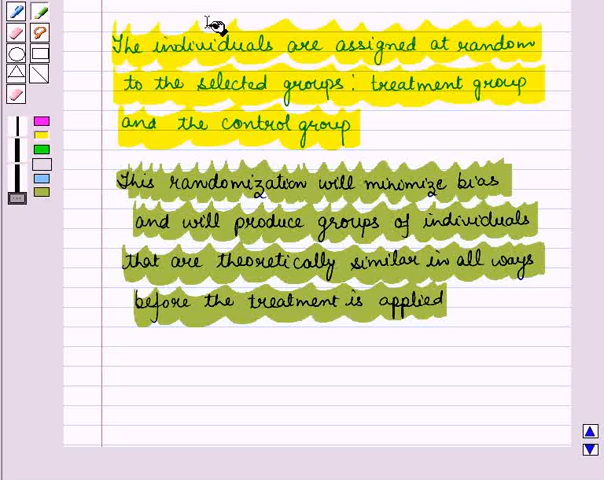 The individuals are assigned at random
to the selected groups: treatment group
and the control group
This randomization will minimize bias
and will produce groups of individuals
that are theoretically similar in all ways
before the treatment is applied